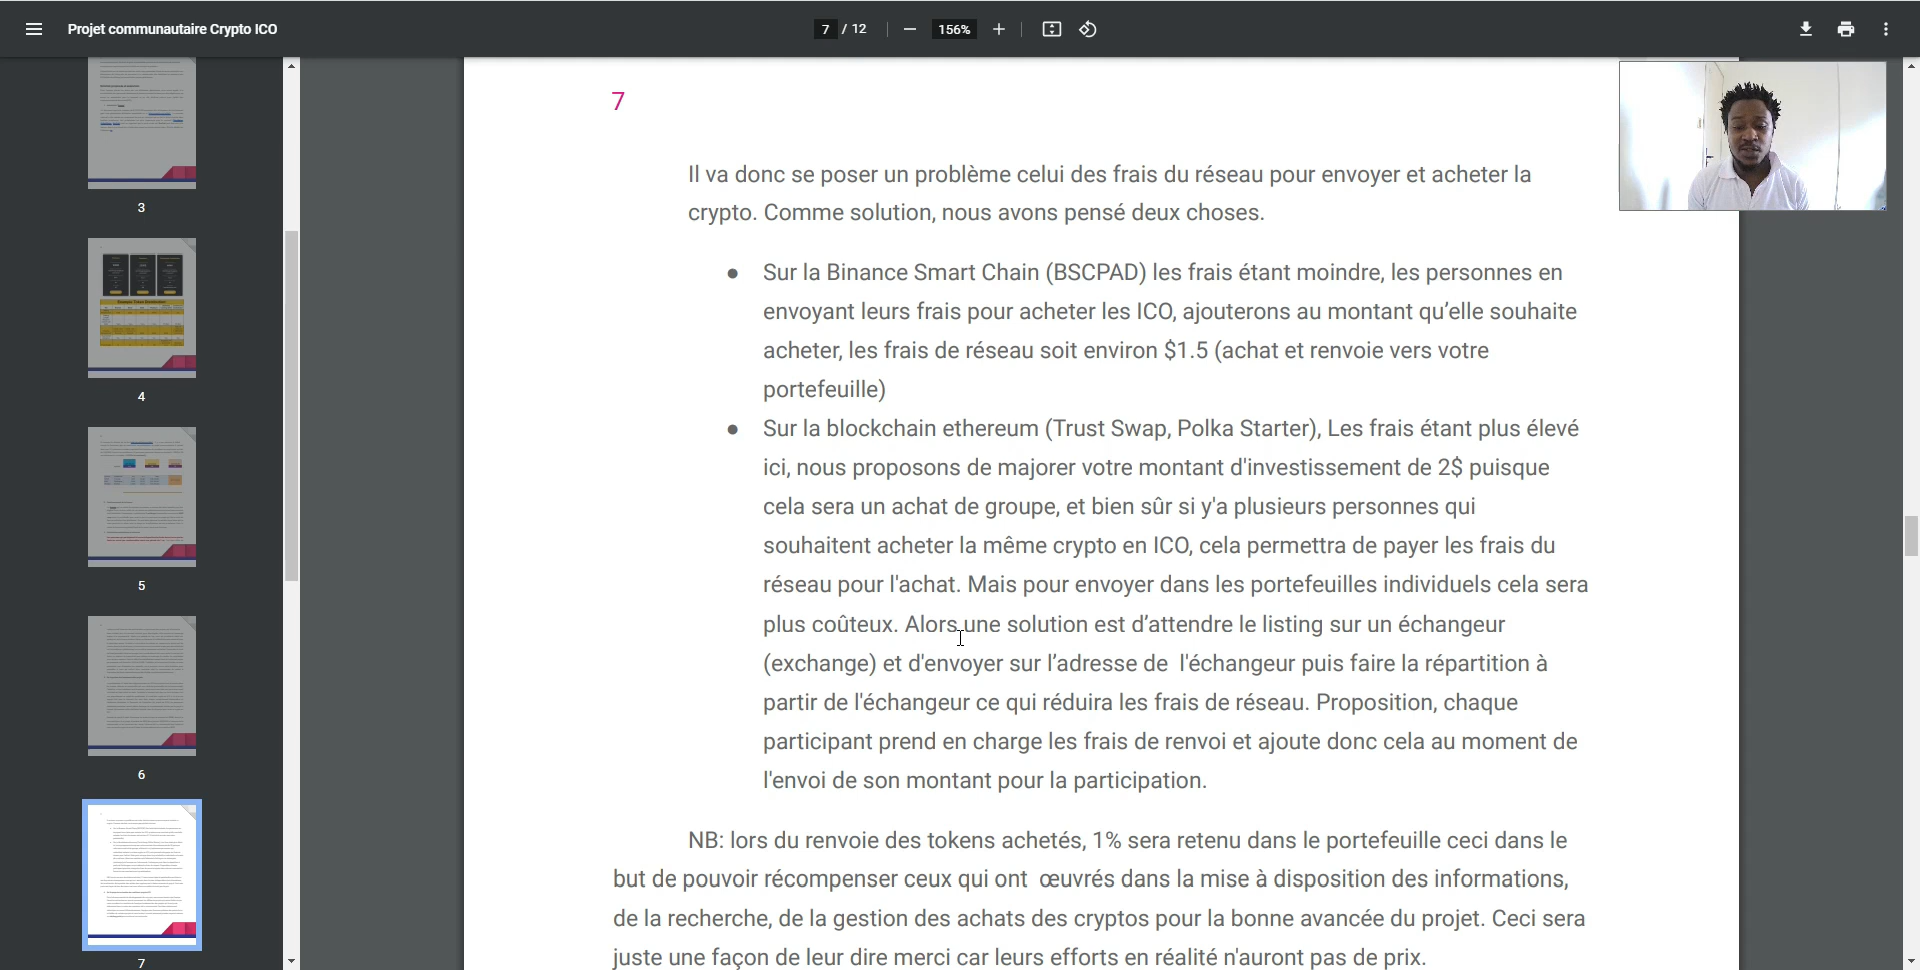 Projet communautaire Crypto ICO
7 / 12
156%
3
4
5
6
7
7
Il va donc se poser un problème celui des frais du réseau pour envoyer et acheter la
crypto. Comme solution, nous avons pensé deux choses.
● Sur la Binance Smart Chain (BSCPAD) les frais étant moindre, les personnes en
envoyant leurs frais pour acheter les ICO, ajouterons au montant qu’elle souhaite
acheter, les frais de réseau soit environ $1.5 (achat et renvoie vers votre
portefeuille)
● Sur la blockchain ethereum (Trust Swap, Polka Starter), Les frais étant plus élevé
ici, nous proposons de majorer votre montant d'investissement de 2$ puisque
cela sera un achat de groupe, et bien sûr si y'a plusieurs personnes qui
souhaitent acheter la même crypto en ICO, cela permettra de payer les frais du
réseau pour l'achat. Mais pour envoyer dans les portefeuilles individuels cela sera
plus coûteux. Alors une solution est d’attendre le listing sur un échangeur
(exchange) et d'envoyer sur l’adresse de l'échangeur puis faire la répartition à
partir de l'échangeur ce qui réduira les frais de réseau. Proposition, chaque
participant prend en charge les frais de renvoi et ajoute donc cela au moment de
l'envoi de son montant pour la participation.
NB: lors du renvoie des tokens achetés, 1% sera retenu dans le portefeuille ceci dans le
but de pouvoir récompenser ceux qui ont œuvrés dans la mise à disposition des informations,
de la recherche, de la gestion des achats des cryptos pour la bonne avancée du projet. Ceci sera
juste une façon de leur dire merci car leurs efforts en réalité n'auront pas de prix.